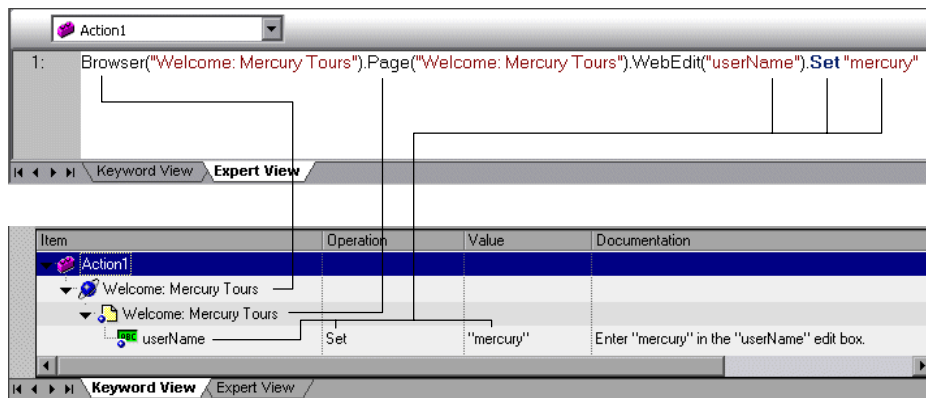 Action1
1: Browser("Welcome: Mercury Tours").Page("Welcome: Mercury Tours").WebEdit("userName").Set "mercury"
Keyword View Expert View
Item Operation Value Documentation
Action1
Welcome: Mercury Tours
Welcome: Mercury Tours
ABC userName Set "mercury" Enter "mercury" in the "userName" edit box.
Keyword View Expert View